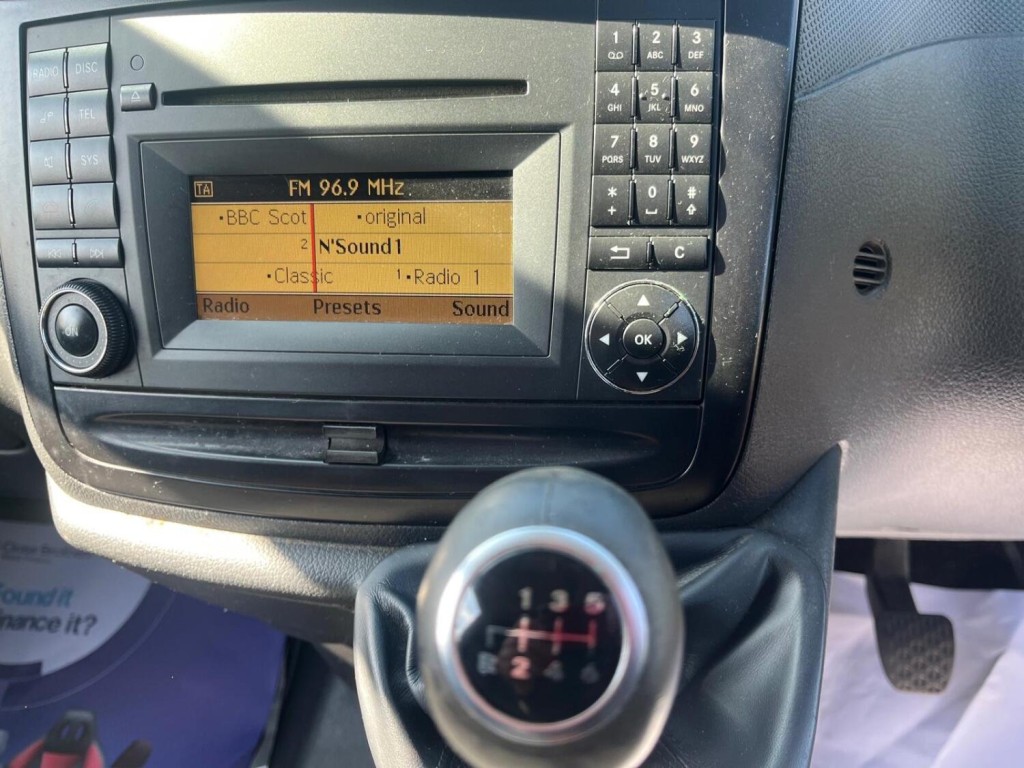 RADIO DISC
TEL
SYS
ON
TA FM 96.9 MHz
•BBC Scot •original
2 N'Sound1
•Classic 1•Radio 1
Radio Presets Sound
1 2 ABC 3 DEF
4 GHI 5 JKL 6 MNO
7 PQRS 8 TUV 9 WXYZ
* + 0 #
C
OK
1 3 5
R 2 4 6
ound it
nance it?